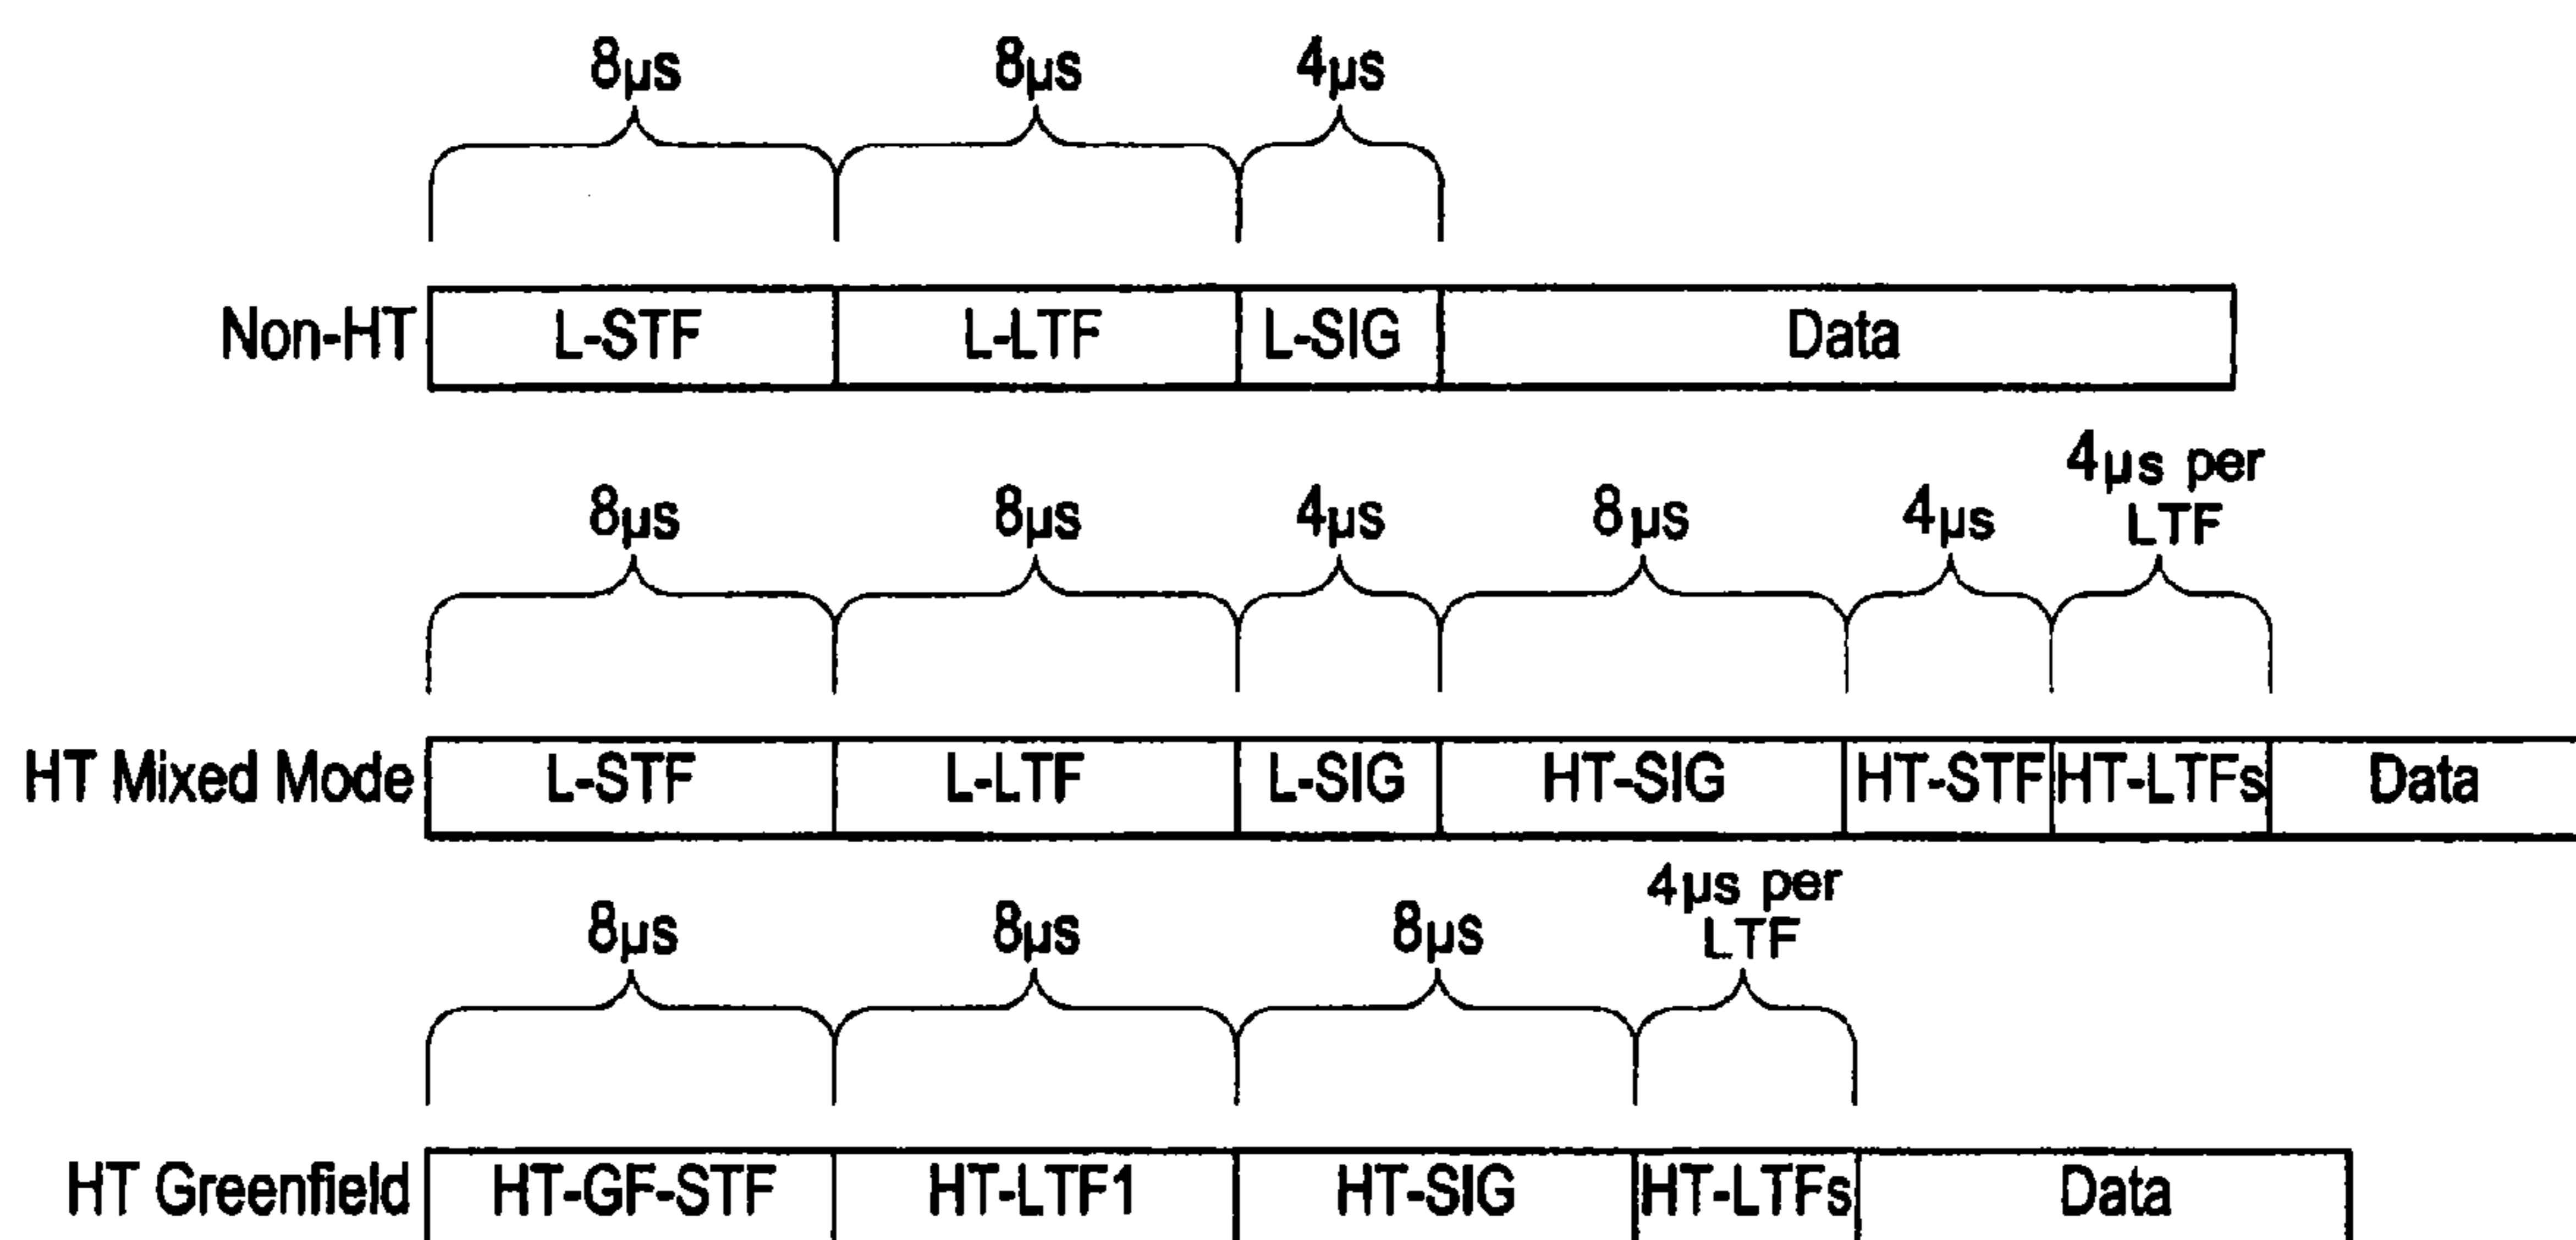 8µs 8µs 4µs
Non-HT L-STF L-LTF L-SIG Data
8µs 8µs 4µs 8µs 4µs 4µs per LTF
HT Mixed Mode L-STF L-LTF L-SIG HT-SIG HT-STF HT-LTFs Data
8µs 8µs 8µs 4µs per LTF
HT Greenfield HT-GF-STF HT-LTF1 HT-SIG HT-LTFs Data